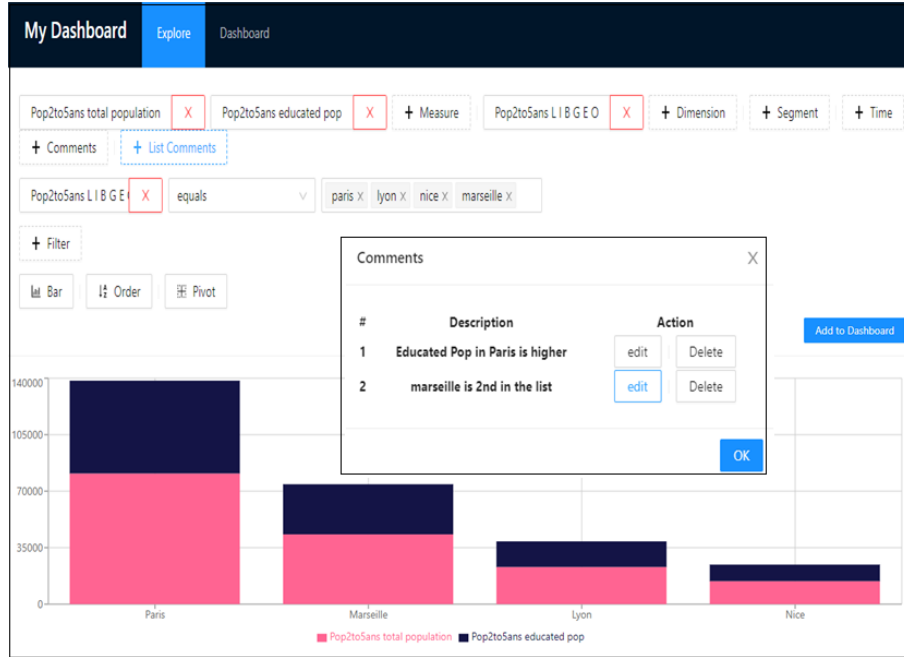 My Dashboard Explore Dashboard
Pop2to5ans total population X Pop2to5ans educated pop X + Measure Pop2to5ans L I B G E O X + Dimension + Segment + Time
+ Comments + List Comments
Pop2to5ans L I B G E X equals paris x lyon x nice x marseille x
+ Filter
Bar Order Pivot
Comments X
# Description Action
1 Educated Pop in Paris is higher edit Delete
2 marseille is 2nd in the list edit Delete
OK
Add to Dashboard
140000
105000
70000
35000
0
Paris Marseille Lyon Nice
Pop2to5ans total population Pop2to5ans educated pop